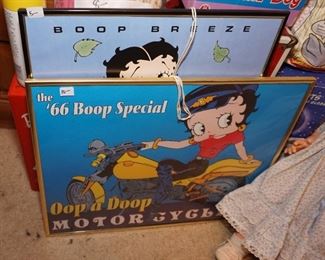 BOOP BREEZE
the
'66 Boop Special
Oop a Doop
MOTOR CYCLE